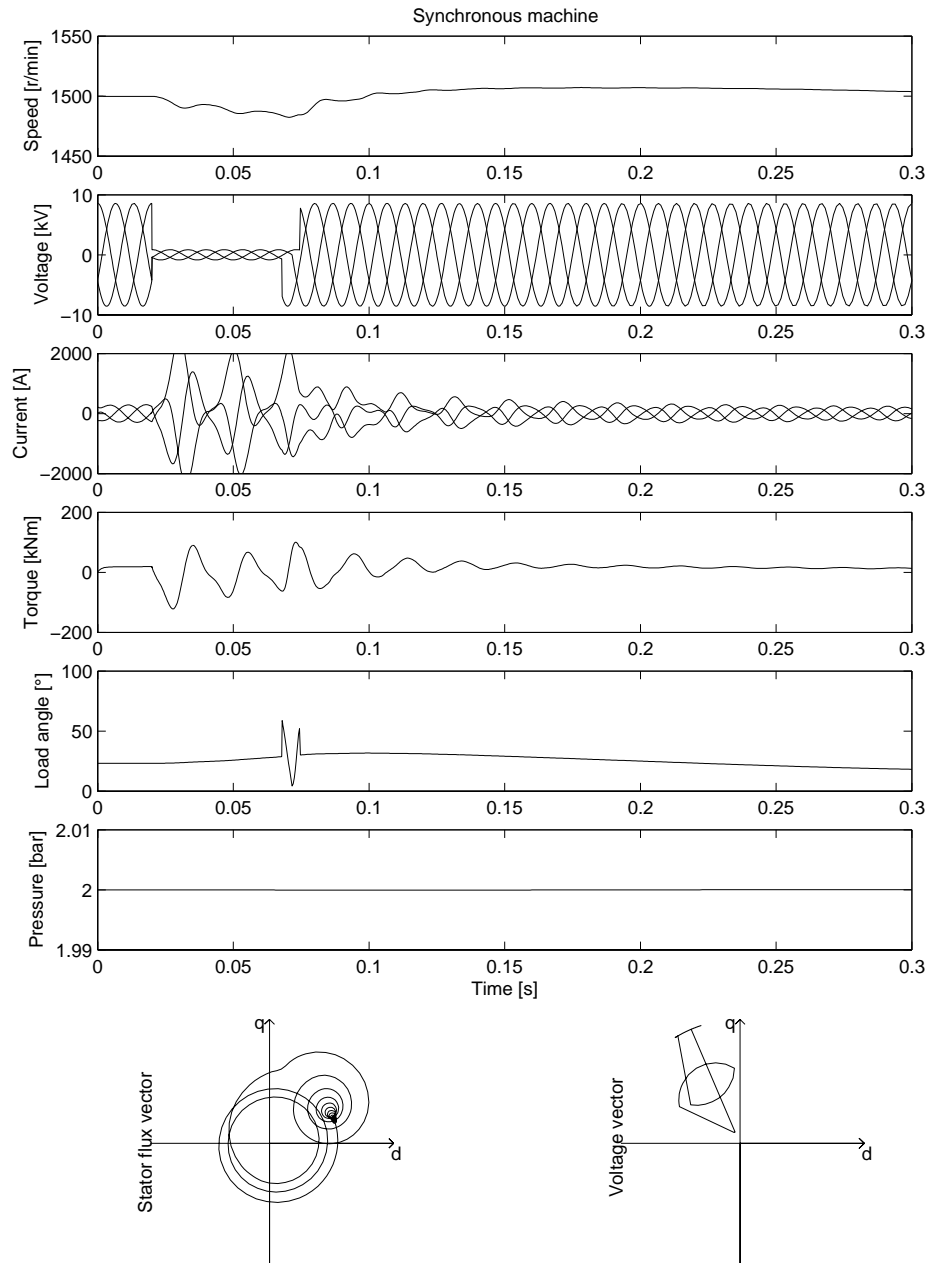 Synchronous machine
1550
1500
1450
Speed [r/min]
0 0.05 0.1 0.15 0.2 0.25 0.3
10
0
−10
Voltage [kV]
0 0.05 0.1 0.15 0.2 0.25 0.3
2000
0
−2000
Current [A]
0 0.05 0.1 0.15 0.2 0.25 0.3
200
0
−200
Torque [kNm]
0 0.05 0.1 0.15 0.2 0.25 0.3
100
50
0
Load angle [°]
0 0.05 0.1 0.15 0.2 0.25 0.3
2.01
2
1.99
Pressure [bar]
0 0.05 0.1 0.15 0.2 0.25 0.3
Time [s]
q
d
Stator flux vector
q
d
Voltage vector